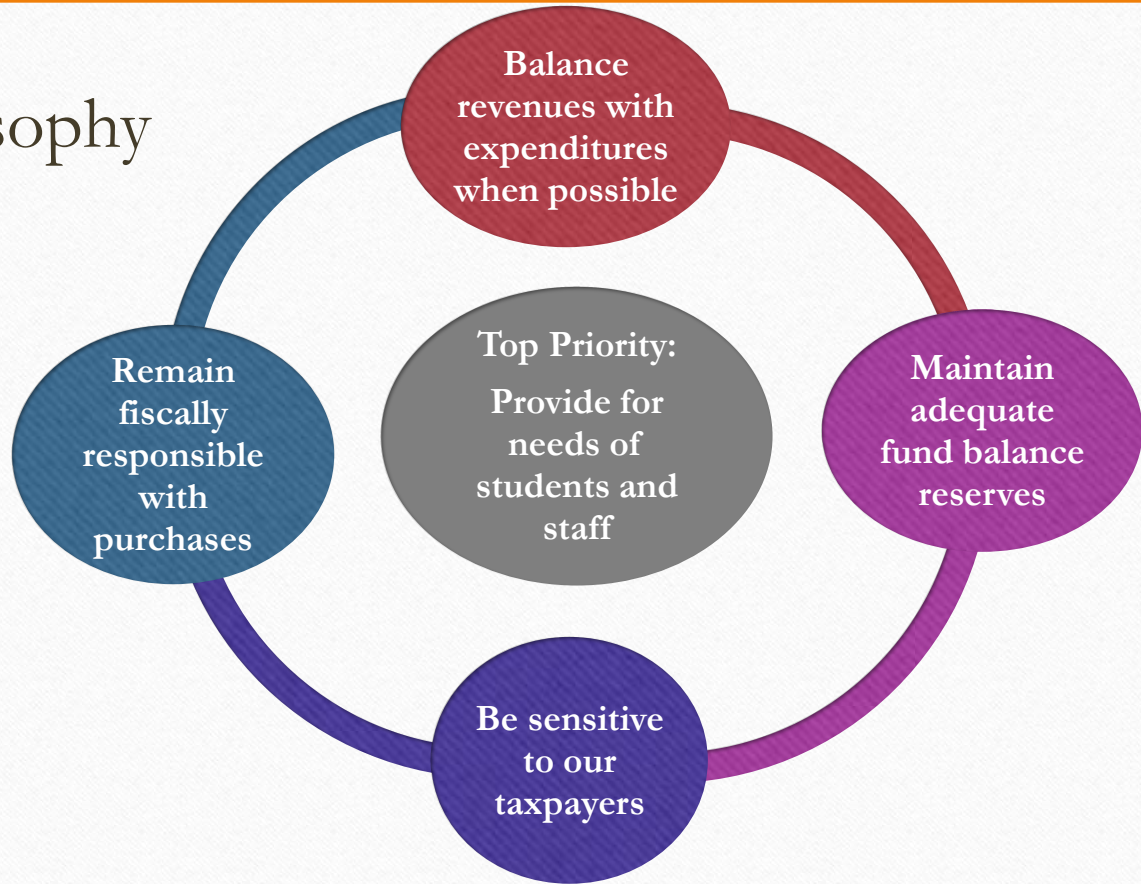 sophy
Balance
revenues with
expenditures
when possible
Remain
fiscally
responsible
with
purchases
Top Priority:
Provide for
needs of
students and
staff
Maintain
adequate
fund balance
reserves
Be sensitive
to our
taxpayers